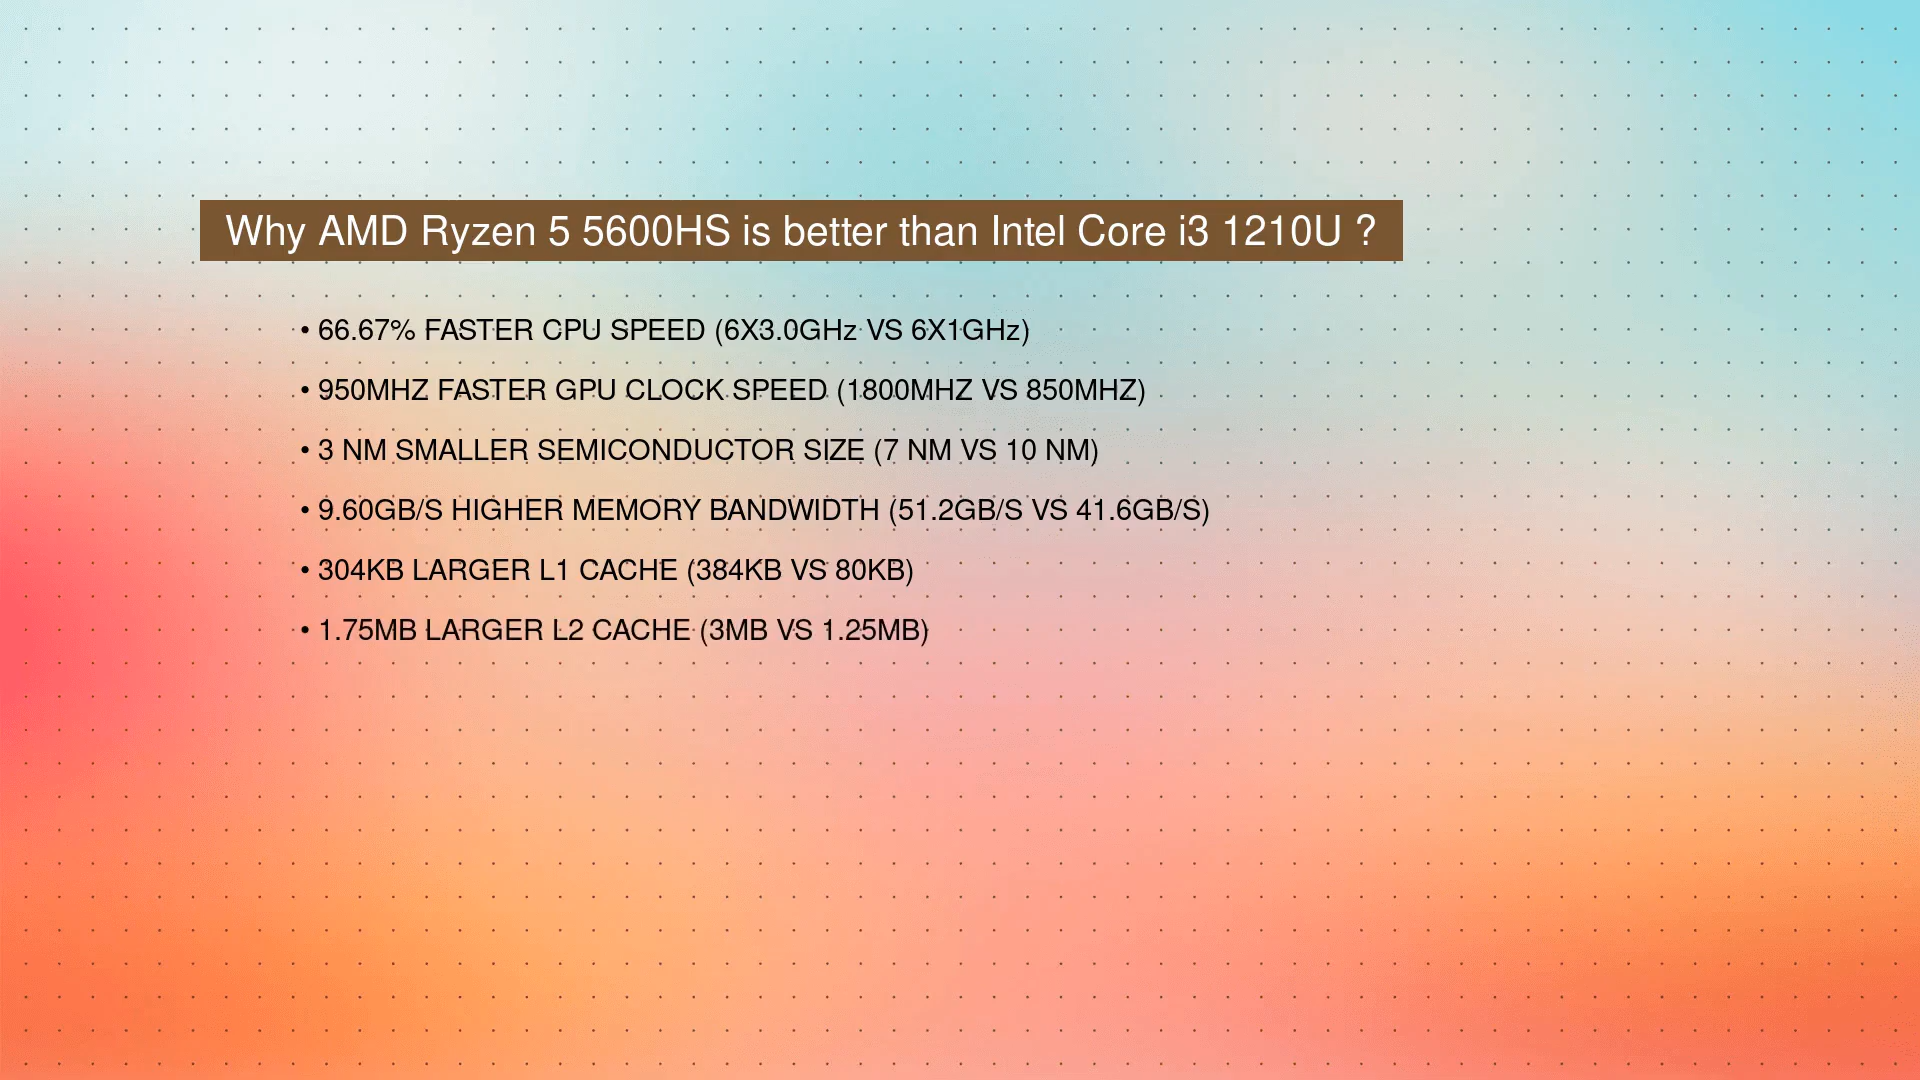 Why AMD Ryzen 5 5600HS is better than Intel Core i3 1210U ?
• 66.67% FASTER CPU SPEED (6X3.0GHz VS 6X1GHz)
• 950MHZ FASTER GPU CLOCK SPEED (1800MHZ VS 850MHZ)
• 3 NM SMALLER SEMICONDUCTOR SIZE (7 NM VS 10 NM)
• 9.60GB/S HIGHER MEMORY BANDWIDTH (51.2GB/S VS 41.6GB/S)
• 304KB LARGER L1 CACHE (384KB VS 80KB)
• 1.75MB LARGER L2 CACHE (3MB VS 1.25MB)